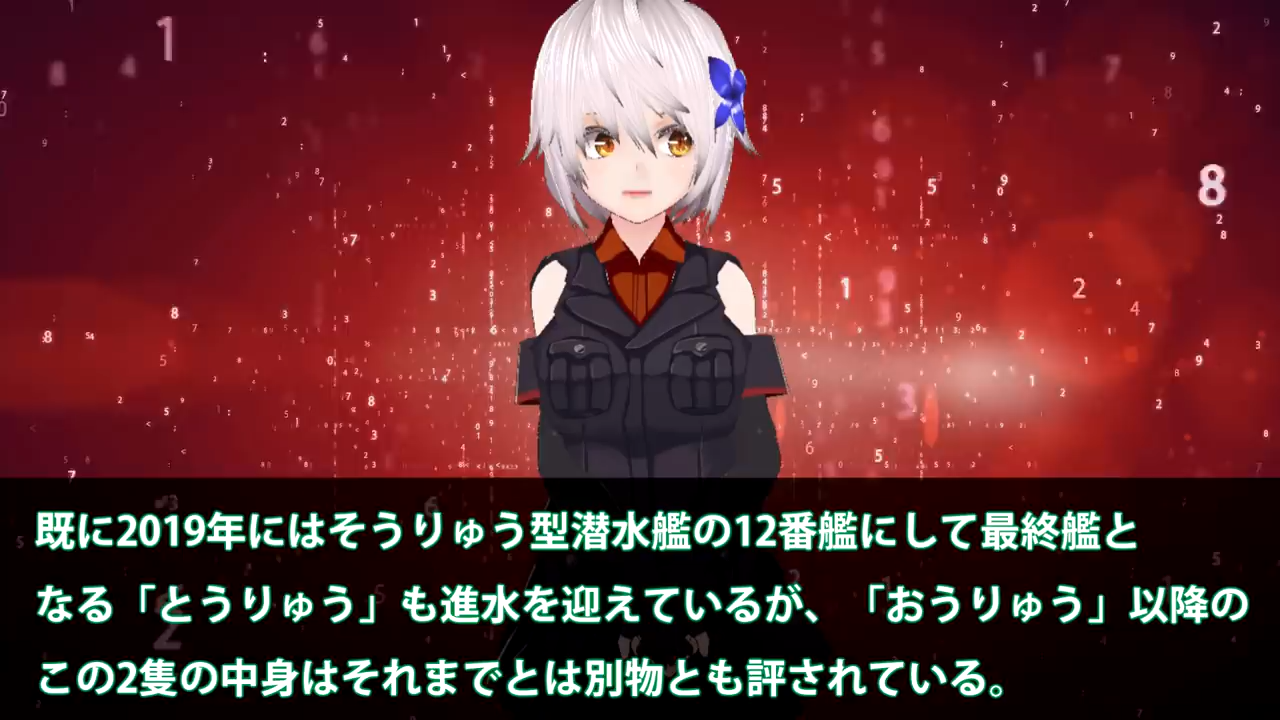 既に2019年にはそうりゅう型潜水艦の12番艦にして最終艦と
なる「とうりゅう」も進水を迎えているが、「おうりゅう」以降の
この2隻の中身はそれまでとは別物とも評されている。